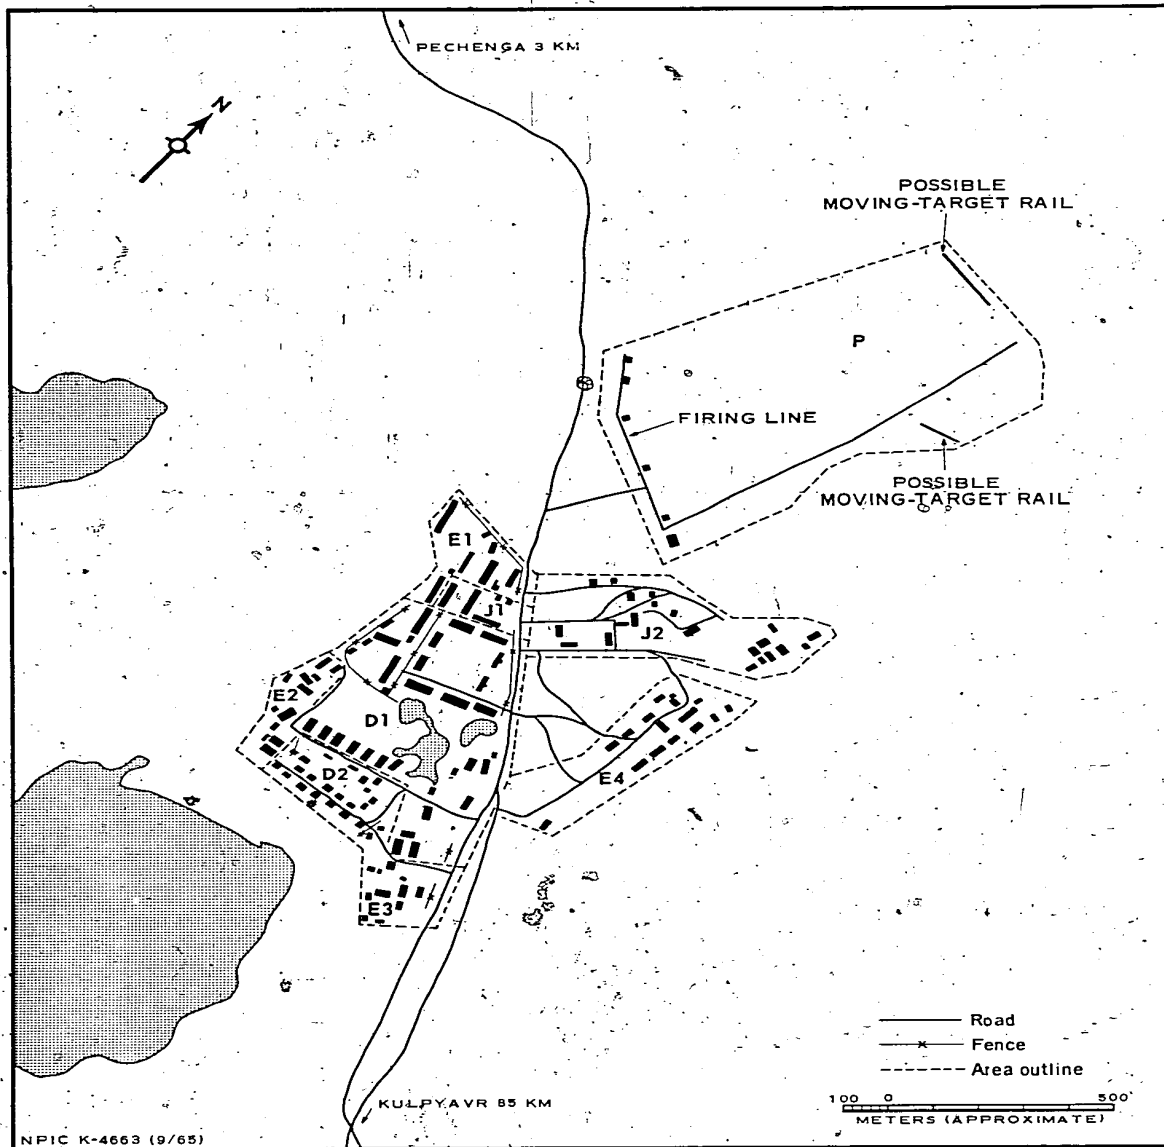 PECHENGA 3 KM
N
POSSIBLE
MOVING-TARGET RAIL
P
FIRING LINE
POSSIBLE
MOVING-TARGET RAIL
E1
J1
J2
E2
D1
D2
E4
E3
Road
Fence
Area outline
100 0 500
METERS (APPROXIMATE)
KULPYAVR 85 KM
NPIC K-4663 (9/65)